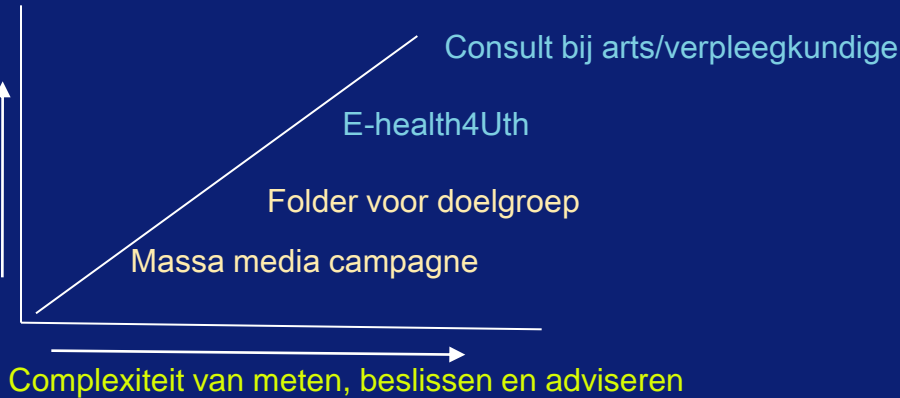 Consult bij arts/verpleegkundige
E-health4Uth
Folder voor doelgroep
Massa media campagne
Complexiteit van meten, beslissen en adviseren